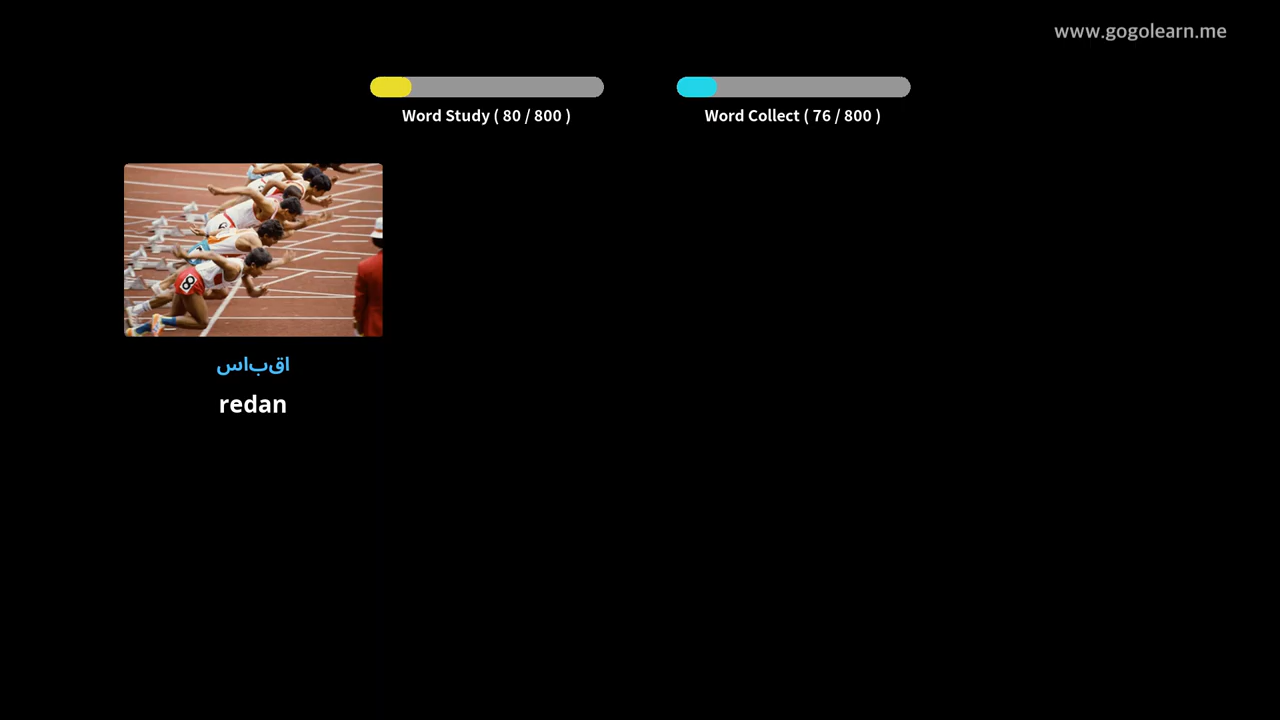 www.gogolearn.me
Word Study ( 80 / 800 )
Word Collect ( 76 / 800 )
اقباس
redan